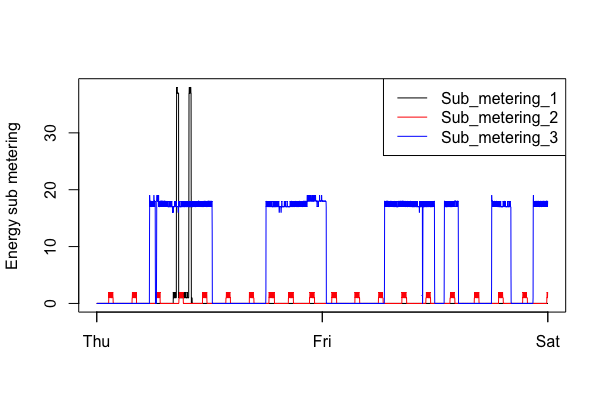 Sub_metering_1
Sub_metering_2
Sub_metering_3
Energy sub metering
30
20
10
0
Thu Fri Sat